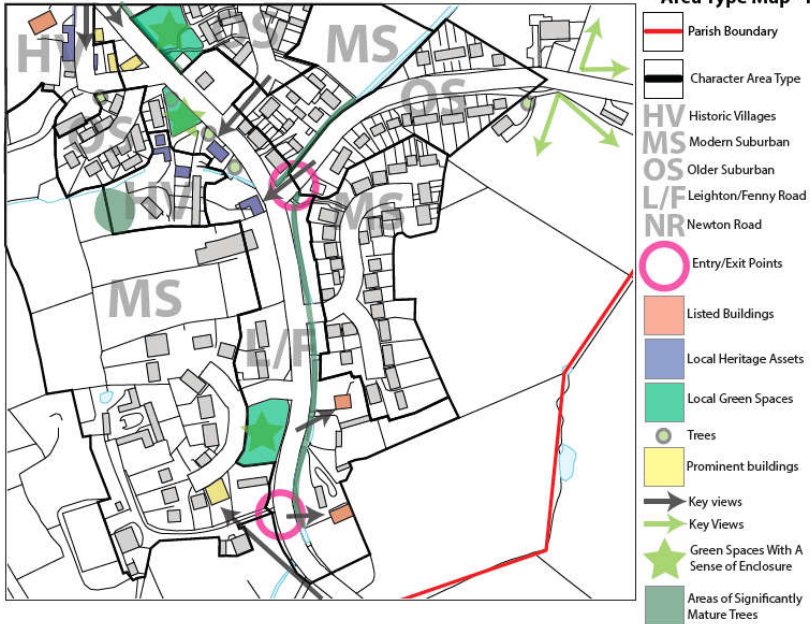 Area Type Map
HV
OS
MS
OS
OS
HV
MS
MS
L/F
Parish Boundary
Character Area Type
HV Historic Villages
MS Modern Suburban
OS Older Suburban
L/F Leighton/Fenny Road
NR Newton Road
Entry/Exit Points
Listed Buildings
Local Heritage Assets
Local Green Spaces
Trees
Prominent buildings
Key views
Key Views
Green Spaces With A
Sense of Enclosure
Areas of Significantly
Mature Trees